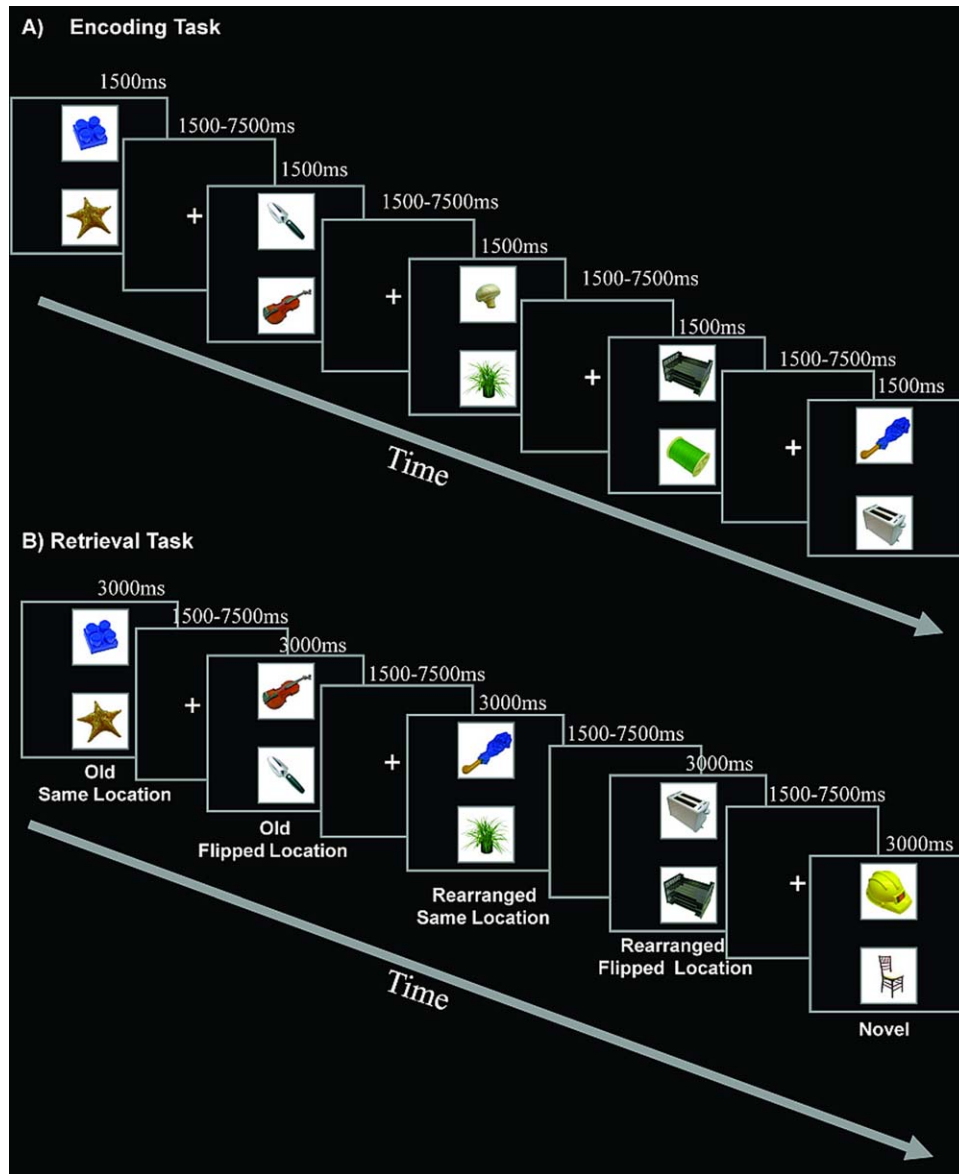 A) Encoding Task
1500ms
1500-7500ms
1500ms
1500-7500ms
1500ms
1500-7500ms
1500ms
1500-7500ms
1500ms
+
+
+
+
Time
B) Retrieval Task
3000ms
1500-7500ms
3000ms
1500-7500ms
3000ms
1500-7500ms
3000ms
1500-7500ms
3000ms
+
+
+
Old
Same Location
Old
Flipped Location
Rearranged
Same Location
Rearranged
Flipped Location
Novel
Time